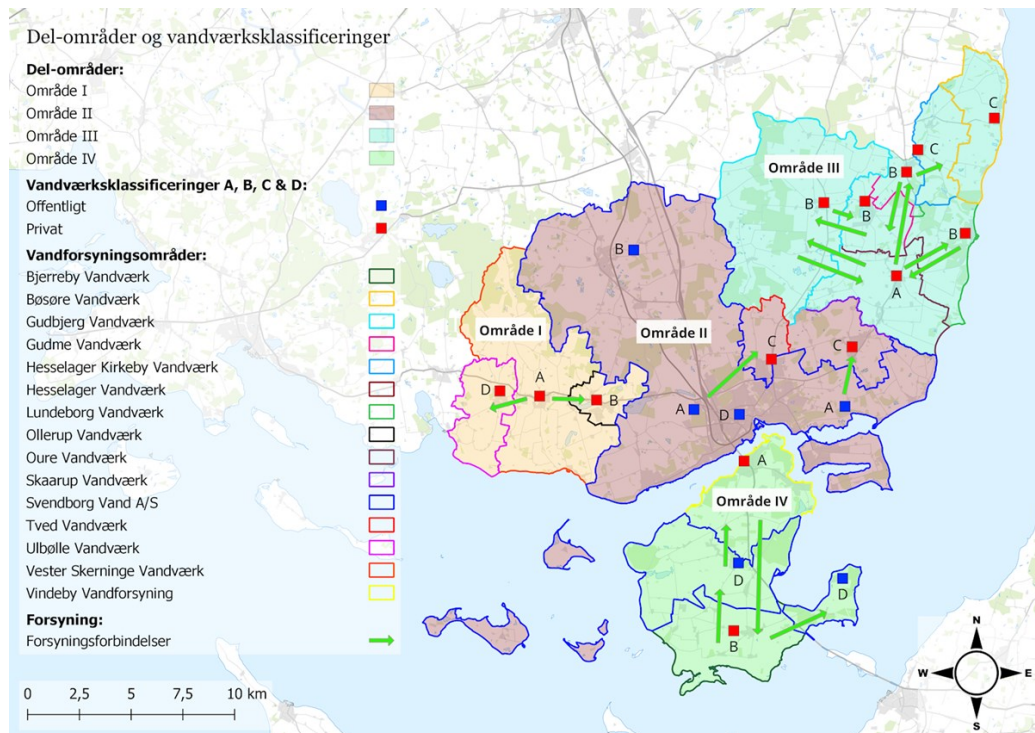 Del-områder og vandværksklassificeringer
Del-områder:
Område I
Område II
Område III
Område IV
Vandværksklassificeringer A, B, C & D:
Offentligt
Privat
Vandforsyningsområder:
Bjerreby Vandværk
Bøsøre Vandværk
Gudbjerg Vandværk
Gudme Vandværk
Hesselager Kirkeby Vandværk
Hesselager Vandværk
Lundeborg Vandværk
Ollerup Vandværk
Oure Vandværk
Skaarup Vandværk
Svendborg Vand A/S
Tved Vandværk
Ulbølle Vandværk
Vester Skerninge Vandværk
Vindeby Vandforsyning
Forsyning:
Forsyningsforbindelser
0 2,5 5 7,5 10 km
C
C
Område III
B
B
B
B
B
A
Område I
Område II
C
C
D
A
B
A
D
A
A
Område IV
D
D
B
N
W
E
S